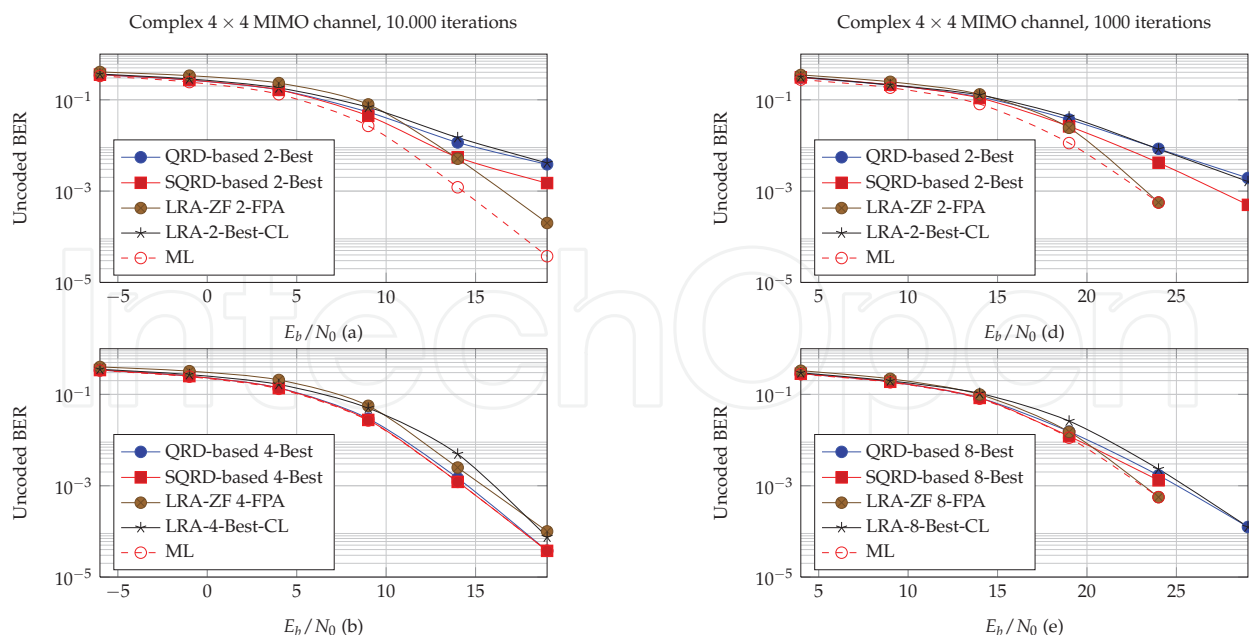 Complex 4 × 4 MIMO channel, 10.000 iterations
10⁻¹
10⁻³
10⁻⁵
Uncoded BER
QRD-based 2-Best
SQRD-based 2-Best
LRA-ZF 2-FPA
LRA-2-Best-CL
ML
−5 0 5 10 15
E_b/N_0 (a)
10⁻¹
10⁻³
10⁻⁵
Uncoded BER
QRD-based 4-Best
SQRD-based 4-Best
LRA-ZF 4-FPA
LRA-4-Best-CL
ML
−5 0 5 10 15
E_b/N_0 (b)
Complex 4 × 4 MIMO channel, 1000 iterations
10⁻¹
10⁻³
10⁻⁵
Uncoded BER
QRD-based 2-Best
SQRD-based 2-Best
LRA-ZF 2-FPA
LRA-2-Best-CL
ML
5 10 15 20 25
E_b/N_0 (d)
10⁻¹
10⁻³
10⁻⁵
Uncoded BER
QRD-based 8-Best
SQRD-based 8-Best
LRA-ZF 8-FPA
LRA-8-Best-CL
ML
5 10 15 20 25
E_b/N_0 (e)
IntechOpen